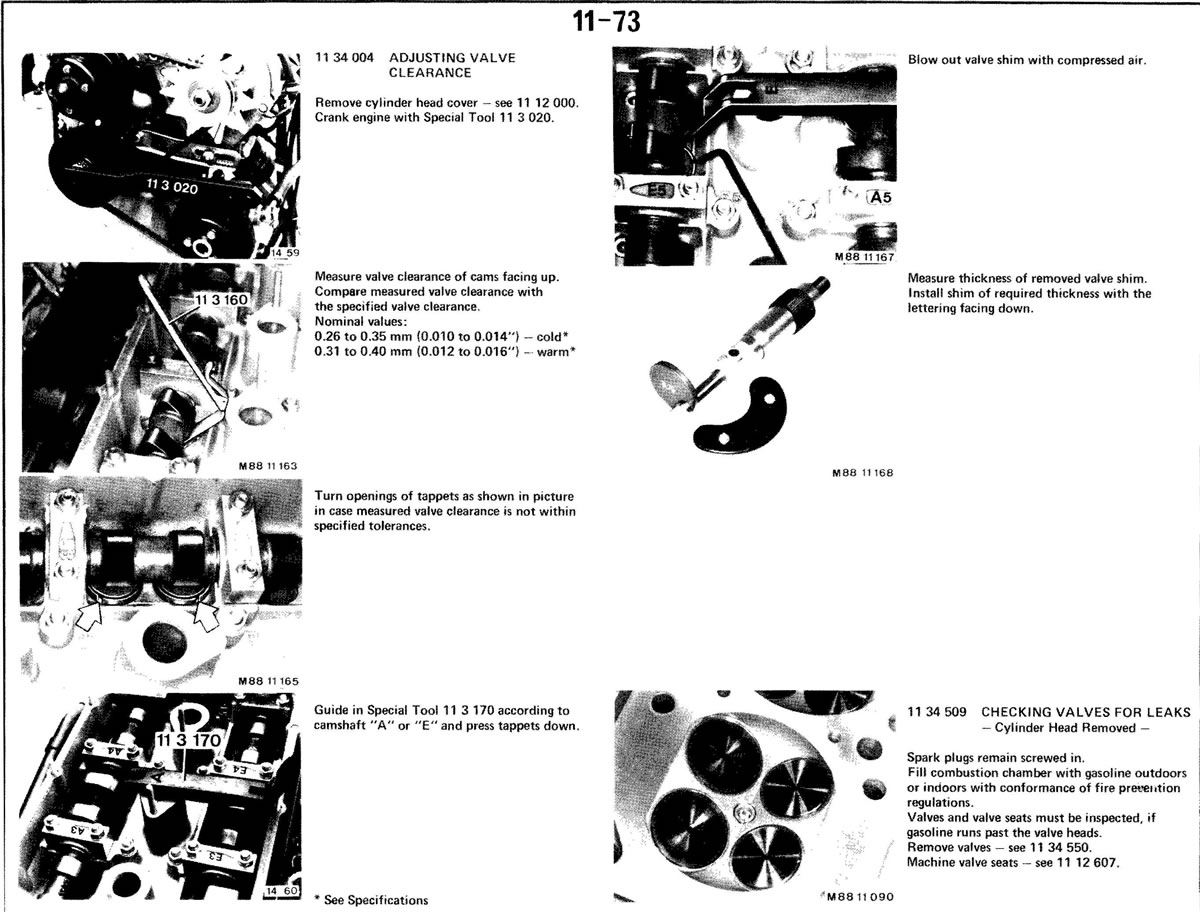 11-73
11 34 004 ADJUSTING VALVE
CLEARANCE
Remove cylinder head cover – see 11 12 000.
Crank engine with Special Tool 11 3 020.
11 3 020
14 59
Measure valve clearance of cams facing up.
Compare measured valve clearance with
the specified valve clearance.
Nominal values:
0.26 to 0.35 mm (0.010 to 0.014″) – cold*
0.31 to 0.40 mm (0.012 to 0.016″) – warm*
11 3 160
M88 11 163
Turn openings of tappets as shown in picture
in case measured valve clearance is not within
specified tolerances.
M88 11 165
Guide in Special Tool 11 3 170 according to
camshaft ″A″ or ″E″ and press tappets down.
11 3 170
A4
E4
A
A3
E3
14 60
* See Specifications
Blow out valve shim with compressed air.
E5
A5
M88 11 167
Measure thickness of removed valve shim.
Install shim of required thickness with the
lettering facing down.
M88 11 168
11 34 509 CHECKING VALVES FOR LEAKS
– Cylinder Head Removed –
Spark plugs remain screwed in.
Fill combustion chamber with gasoline outdoors
or indoors with conformance of fire prevention
regulations.
Valves and valve seats must be inspected, if
gasoline runs past the valve heads.
Remove valves – see 11 34 550.
Machine valve seats – see 11 12 607.
M88 11 090